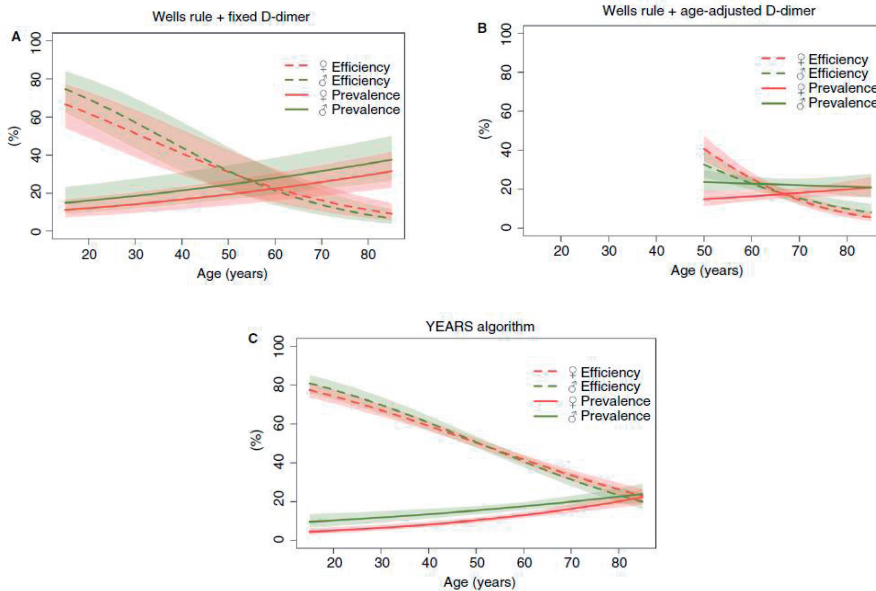 Wells rule + fixed D-dimer
A
100
80
60
40
20
0
(%)
♀ Efficiency
♂ Efficiency
♀ Prevalence
♂ Prevalence
20 30 40 50 60 70 80
Age (years)
Wells rule + age-adjusted D-dimer
B
100
80
60
40
20
0
(%)
♀ Efficiency
♂ Efficiency
♀ Prevalence
♂ Prevalence
20 30 40 50 60 70 80
Age (years)
YEARS algorithm
C
100
80
60
40
20
0
(%)
♀ Efficiency
♂ Efficiency
♀ Prevalence
♂ Prevalence
20 30 40 50 60 70 80
Age (years)